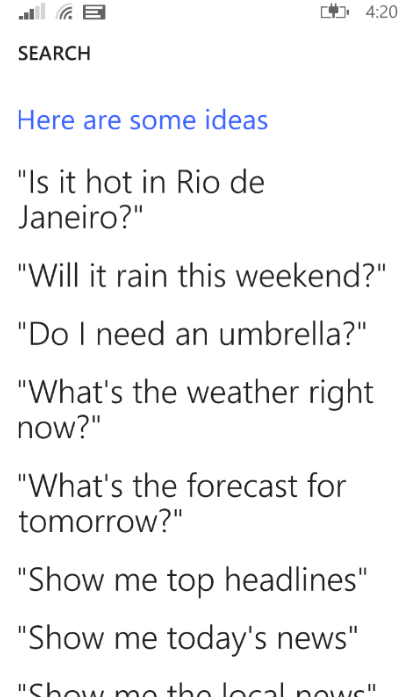 4:20
SEARCH
Here are some ideas
"Is it hot in Rio de
Janeiro?"
"Will it rain this weekend?"
"Do I need an umbrella?"
"What's the weather right
now?"
"What's the forecast for
tomorrow?"
"Show me top headlines"
"Show me today's news"
"Show me the local news"